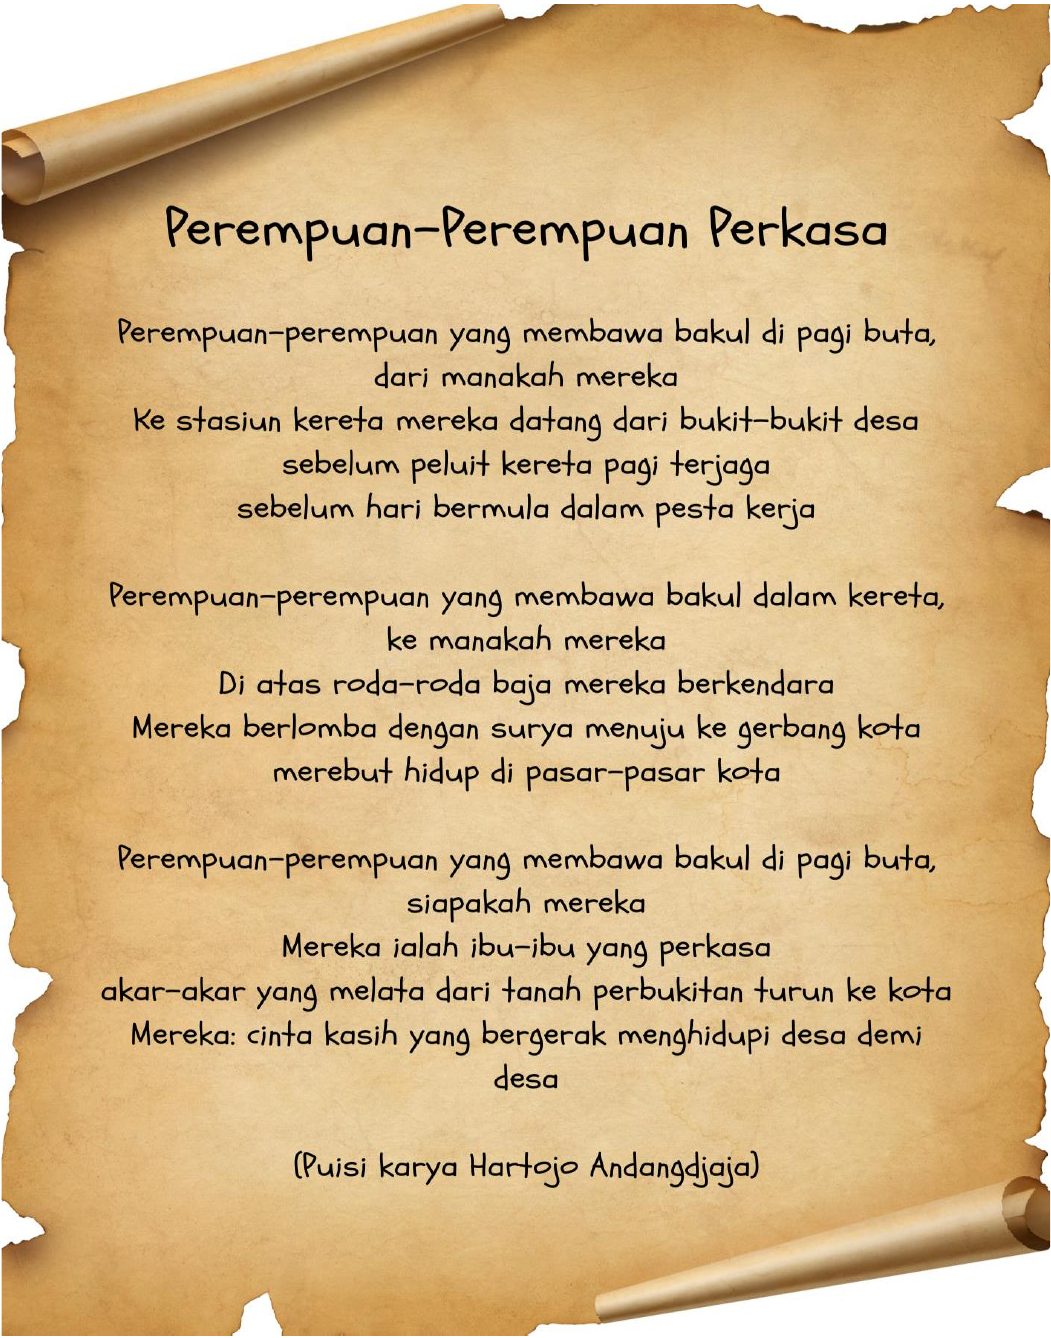 Perempuan-Perempuan Perkasa
Perempuan-perempuan yang membawa bakul di pagi buta,
dari manakah mereka
Ke stasiun kereta mereka datang dari bukit-bukit desa
sebelum peluit kereta pagi terjaga
sebelum hari bermula dalam pesta kerja
Perempuan-perempuan yang membawa bakul dalam kereta,
ke manakah mereka
Di atas roda-roda baja mereka berkendara
Mereka berlomba dengan surya menuju ke gerbang kota
merebut hidup di pasar-pasar kota
Perempuan-perempuan yang membawa bakul di pagi buta,
siapakah mereka
Mereka ialah ibu-ibu yang perkasa
akar-akar yang melata dari tanah perbukitan turun ke kota
Mereka: cinta kasih yang bergerak menghidupi desa demi
desa
(Puisi karya Hartojo Andangdjaja)